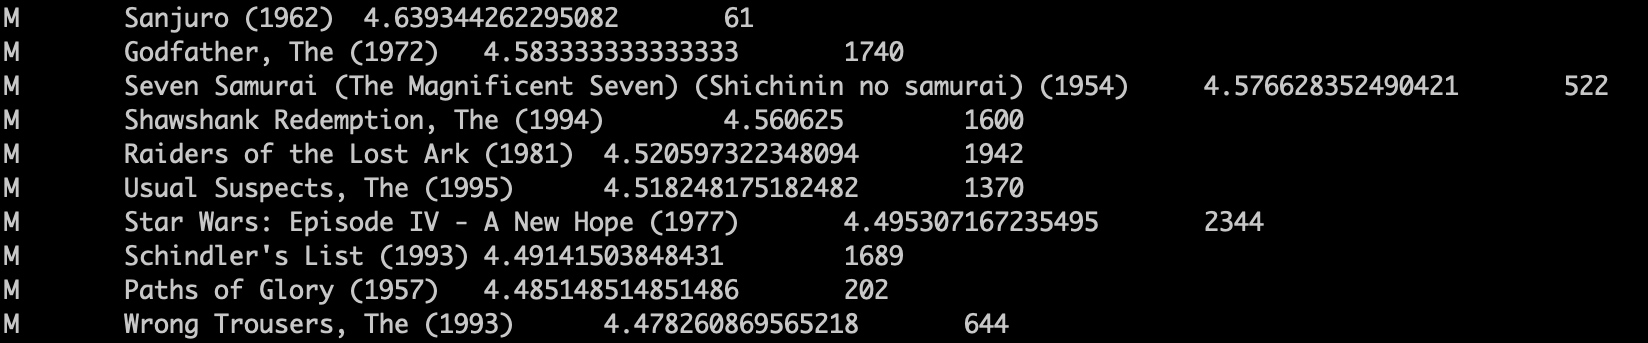 M	Sanjuro (1962)	4.639344262295082	61
M	Godfather, The (1972)	4.583333333333333	1740
M	Seven Samurai (The Magnificent Seven) (Shichinin no samurai) (1954)	4.576628352490421	522
M	Shawshank Redemption, The (1994)	4.560625	1600
M	Raiders of the Lost Ark (1981)	4.520597322348094	1942
M	Usual Suspects, The (1995)	4.518248175182482	1370
M	Star Wars: Episode IV - A New Hope (1977)	4.495307167235495	2344
M	Schindler's List (1993)	4.49141503848431	1689
M	Paths of Glory (1957)	4.485148514851486	202
M	Wrong Trousers, The (1993)	4.478260869565218	644